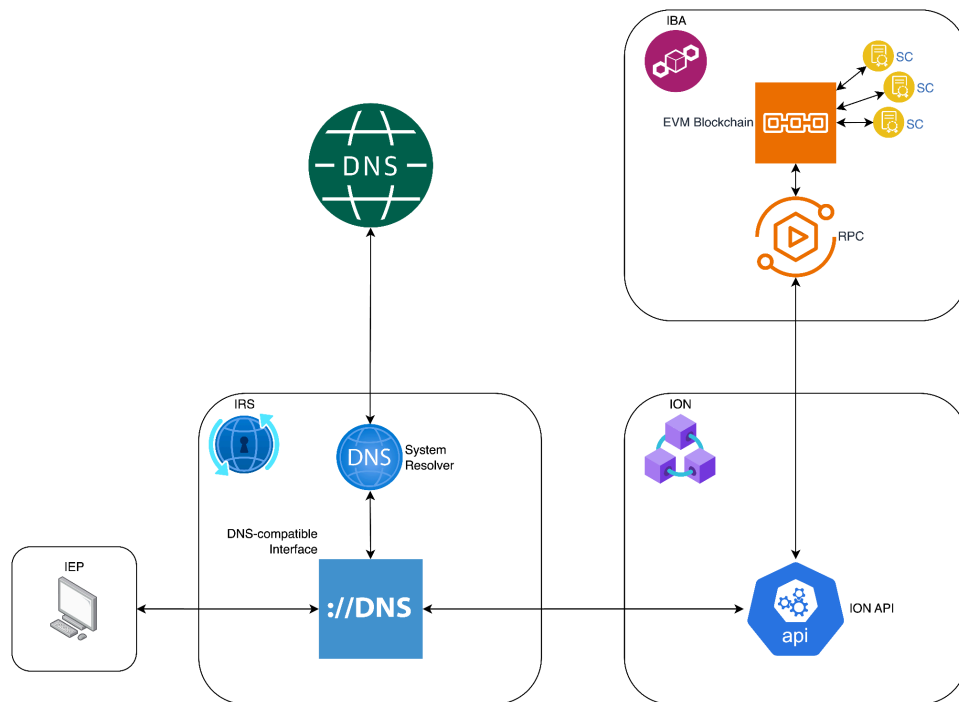 IBA
SC
SC
EVM Blockchain
SC
DNS
RPC
IRS
ION
System
Resolver
DNS
DNS-compatible
Interface
IEP
://DNS
ION API
api